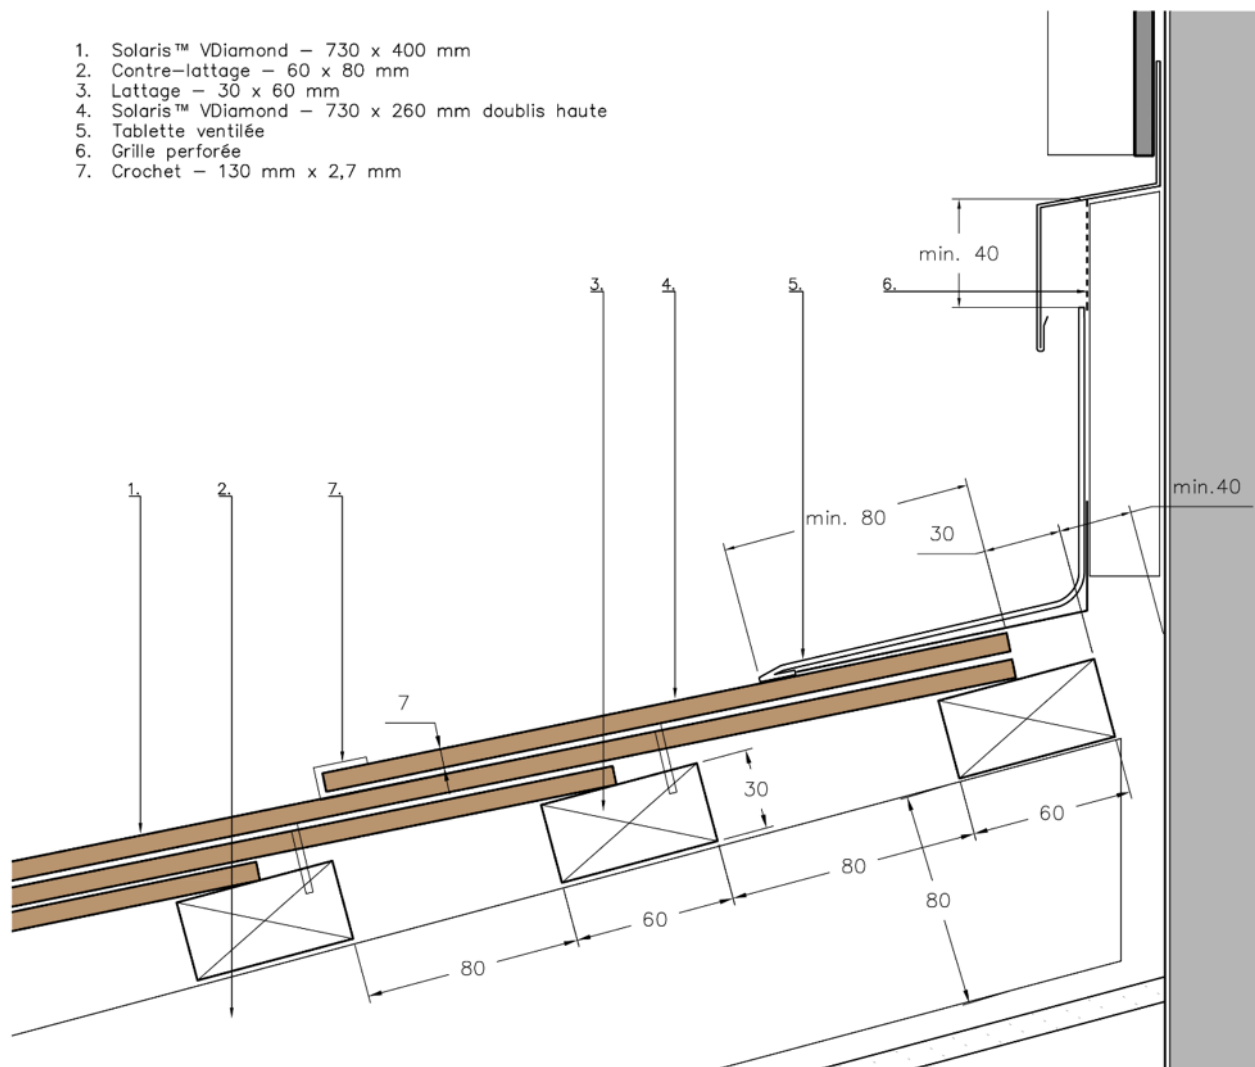 1. Solaris™ VDiamond – 730 x 400 mm
2. Contre-lattage – 60 x 80 mm
3. Lattage – 30 x 60 mm
4. Solaris™ VDiamond – 730 x 260 mm doublis haute
5. Tablette ventilée
6. Grille perforée
7. Crochet – 130 mm x 2,7 mm
min. 40
3.
4.
5.
6.
1.
2.
7.
min. 80
30
min.40
7
30
60
80
80
60
80